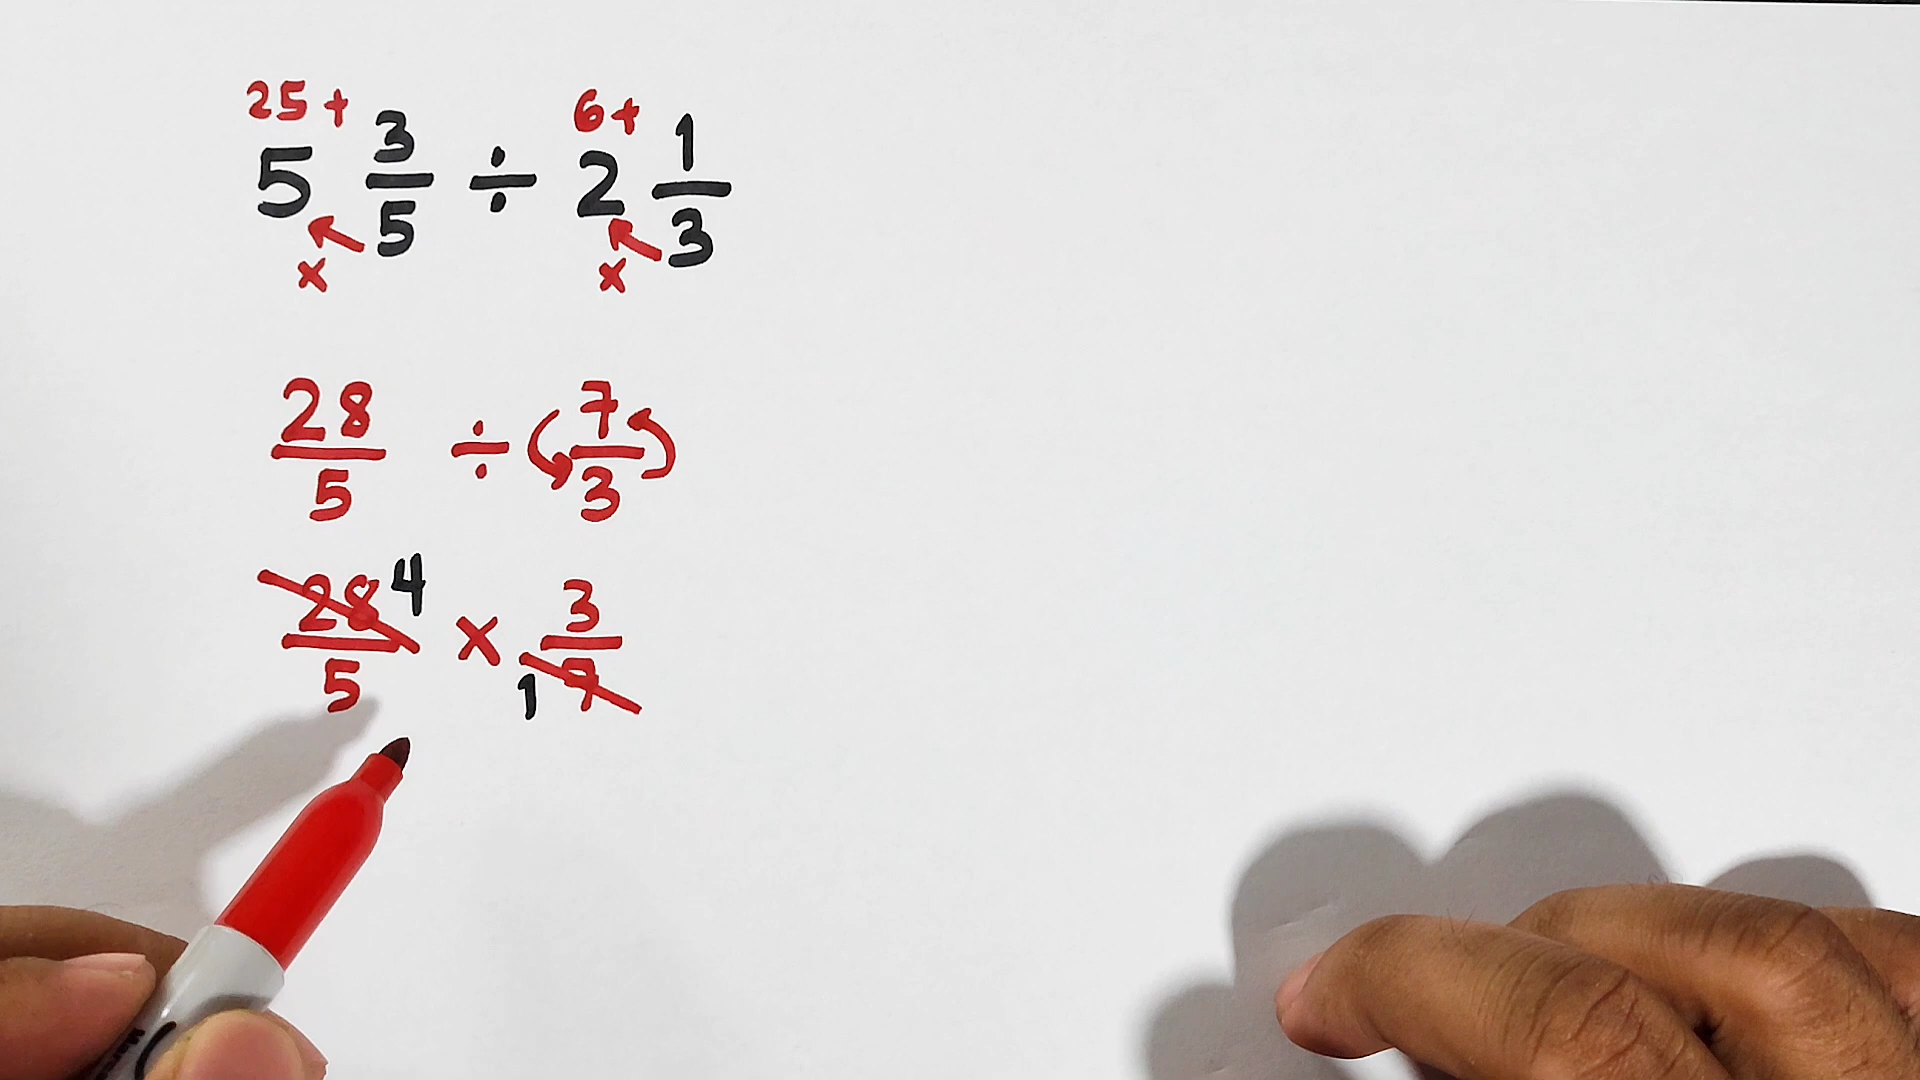 25+ 6+
5 3/5 ÷ 2 1/3
x x
28/5 ÷ 7/3
28/5 4 x 3/7 1